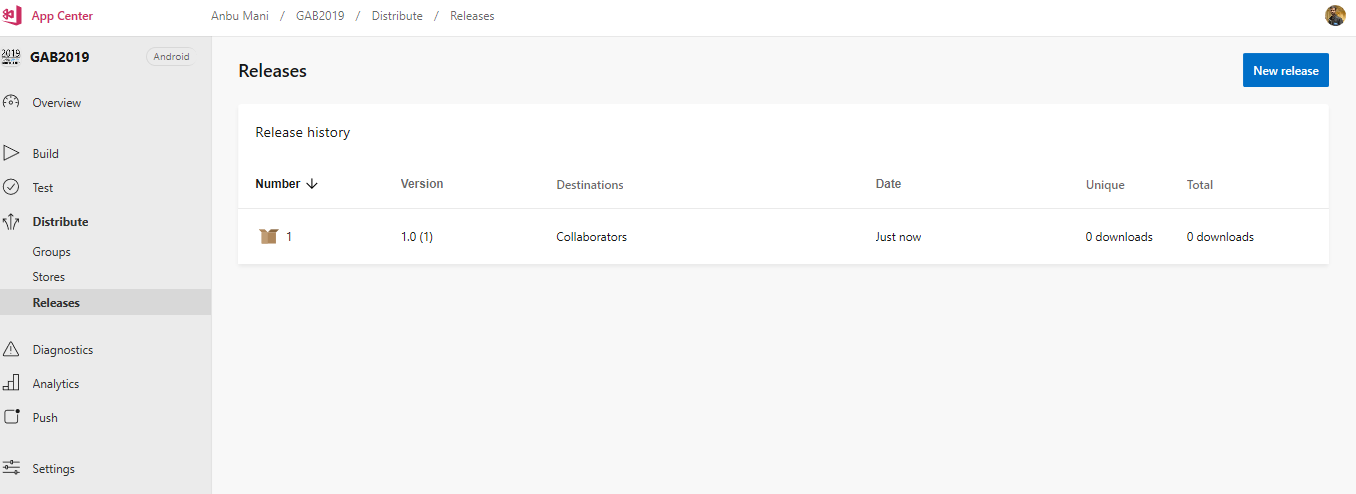 App Center
Anbu Mani / GAB2019 / Distribute / Releases
2019
GAB2019
Android
Overview
Build
Test
Distribute
Groups
Stores
Releases
Diagnostics
Analytics
Push
Settings
Releases
New release
Release history
Number Version Destinations Date Unique Total
1 1.0 (1) Collaborators Just now 0 downloads 0 downloads